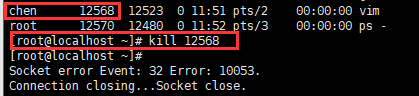 chen     12568  12523  0 11:51 pts/2    00:00:00 vim
root     12570  12480  0 11:52 pts/3    00:00:00 ps -
[root@localhost ~]# kill 12568
[root@localhost ~]#
Socket error Event: 32 Error: 10053.
Connection closing...Socket close.